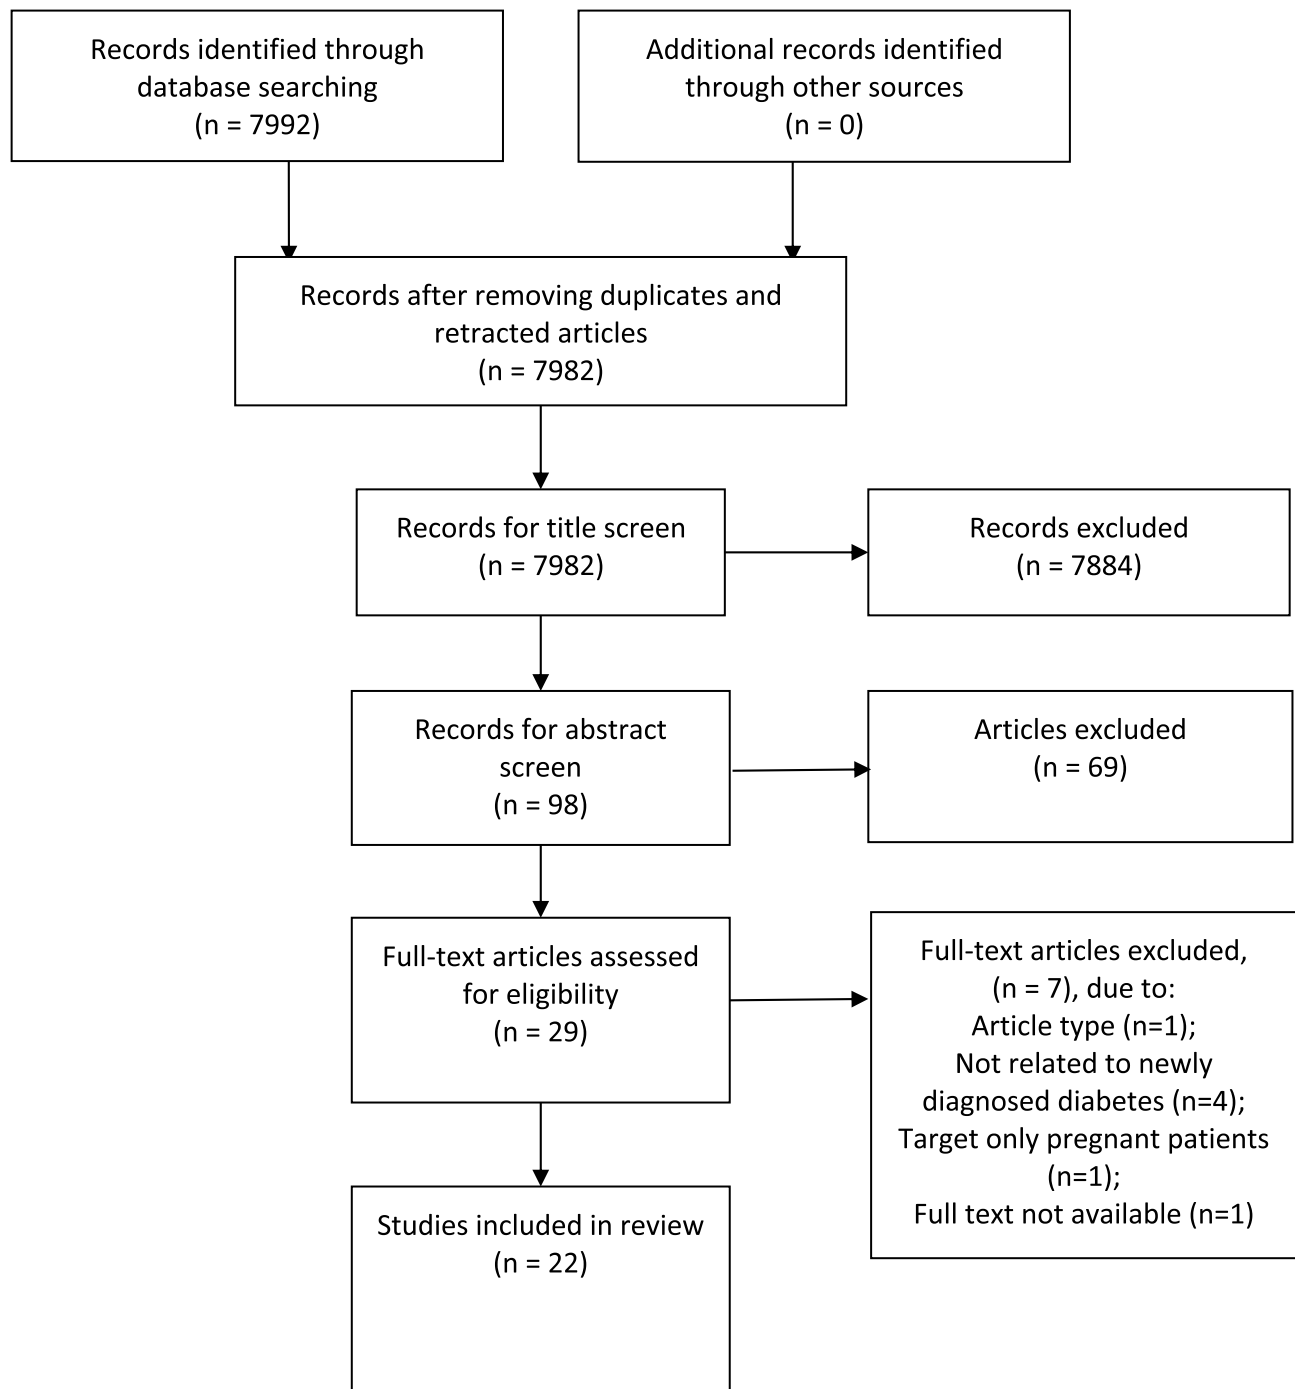 Records identified through
database searching
(n = 7992)
Additional records identified
through other sources
(n = 0)
Records after removing duplicates and
retracted articles
(n = 7982)
Records for title screen
(n = 7982)
Records excluded
(n = 7884)
Records for abstract
screen
(n = 98)
Articles excluded
(n = 69)
Full-text articles assessed
for eligibility
(n = 29)
Full-text articles excluded,
(n = 7), due to:
Article type (n=1);
Not related to newly
diagnosed diabetes (n=4);
Target only pregnant patients
(n=1);
Full text not available (n=1)
Studies included in review
(n = 22)